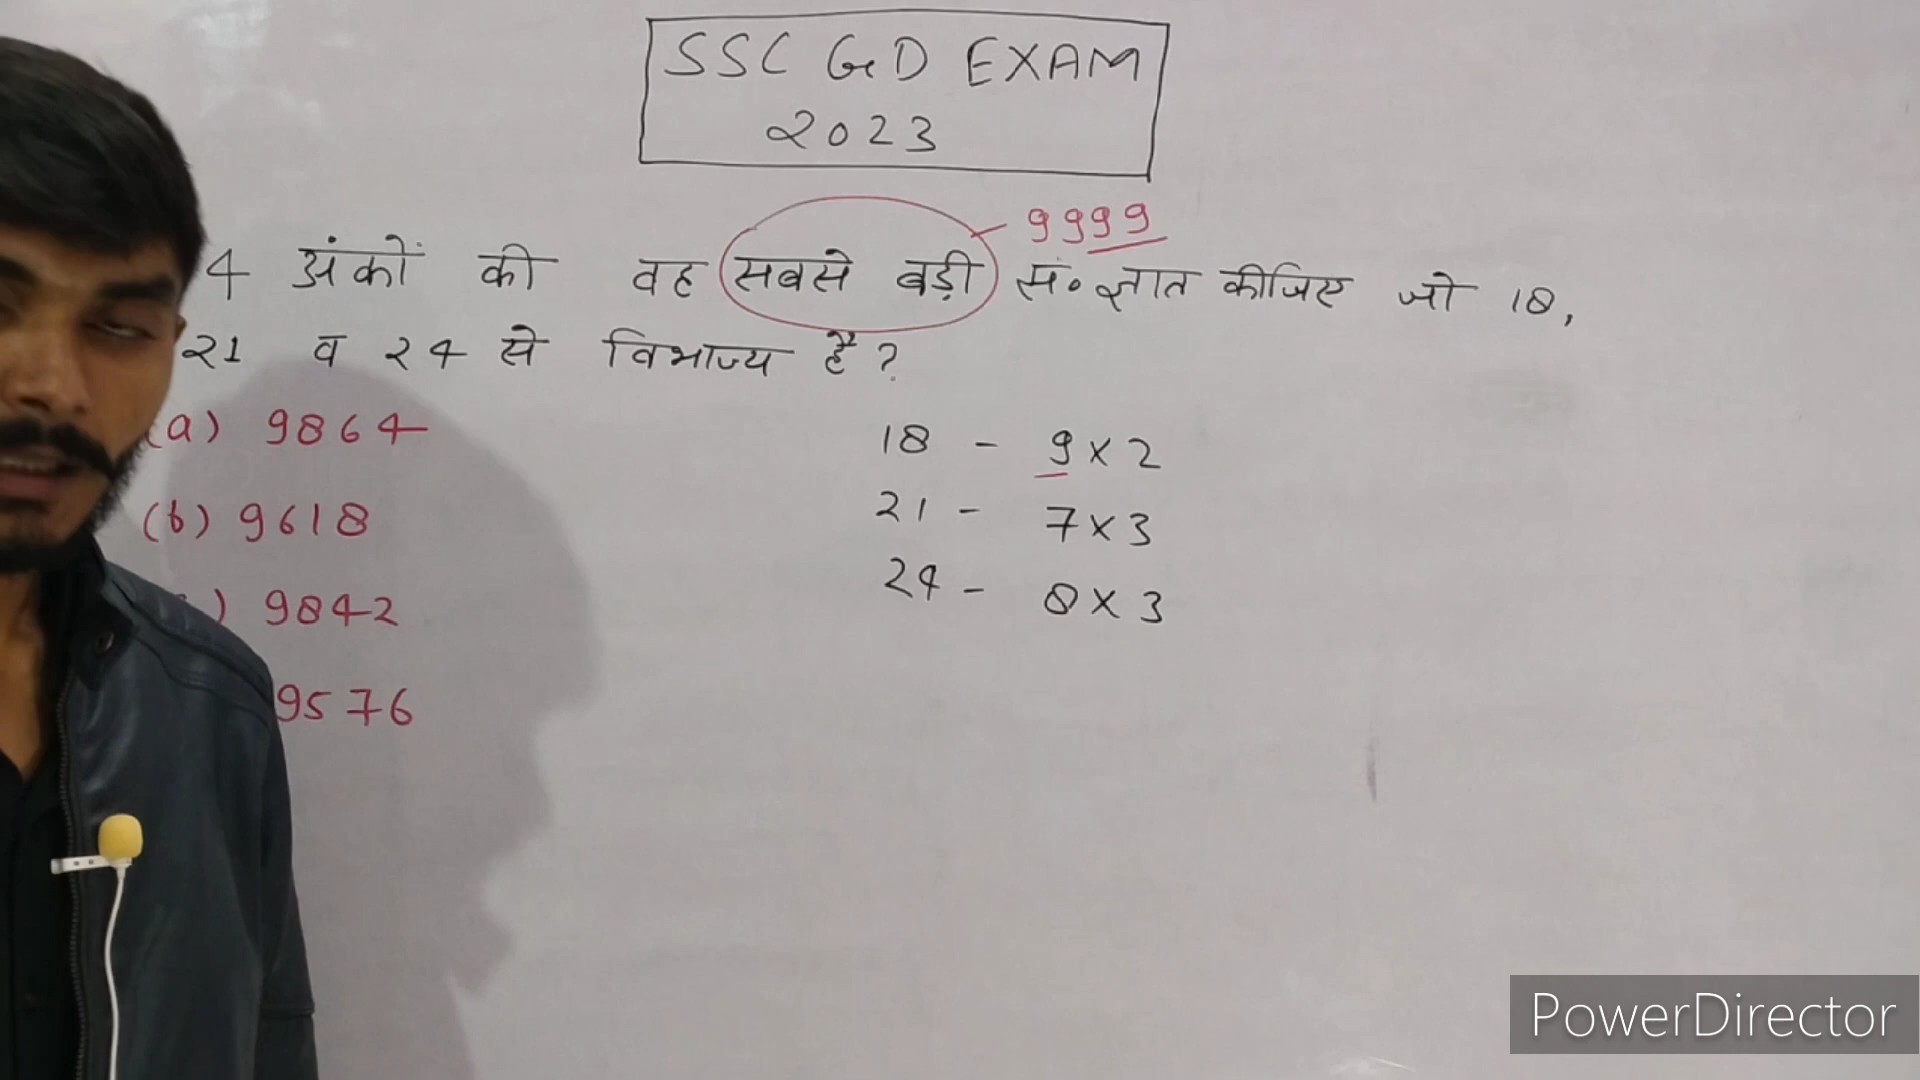 SSC GD EXAM
2023
9999
4 अंकों की वह सबसे बड़ी सं॰ ज्ञात कीजिए जो 18,
21 व 24 से विभाज्य है ?
(a) 9864
(b) 9618
) 9842
9576
18 - 9×2
21 - 7×3
24 - 8×3
PowerDirector